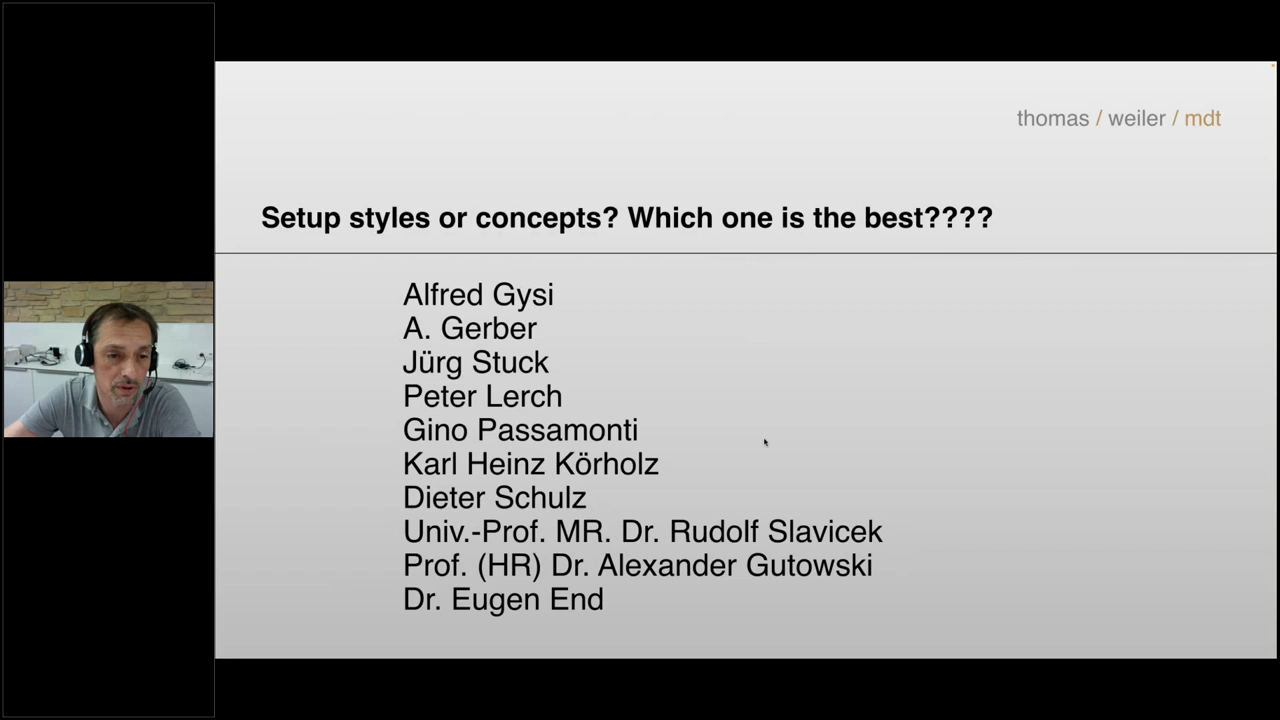 thomas / weiler / mdt
Setup styles or concepts? Which one is the best????
Alfred Gysi
A. Gerber
Jürg Stuck
Peter Lerch
Gino Passamonti
Karl Heinz Körholz
Dieter Schulz
Univ.-Prof. MR. Dr. Rudolf Slavicek
Prof. (HR) Dr. Alexander Gutowski
Dr. Eugen End